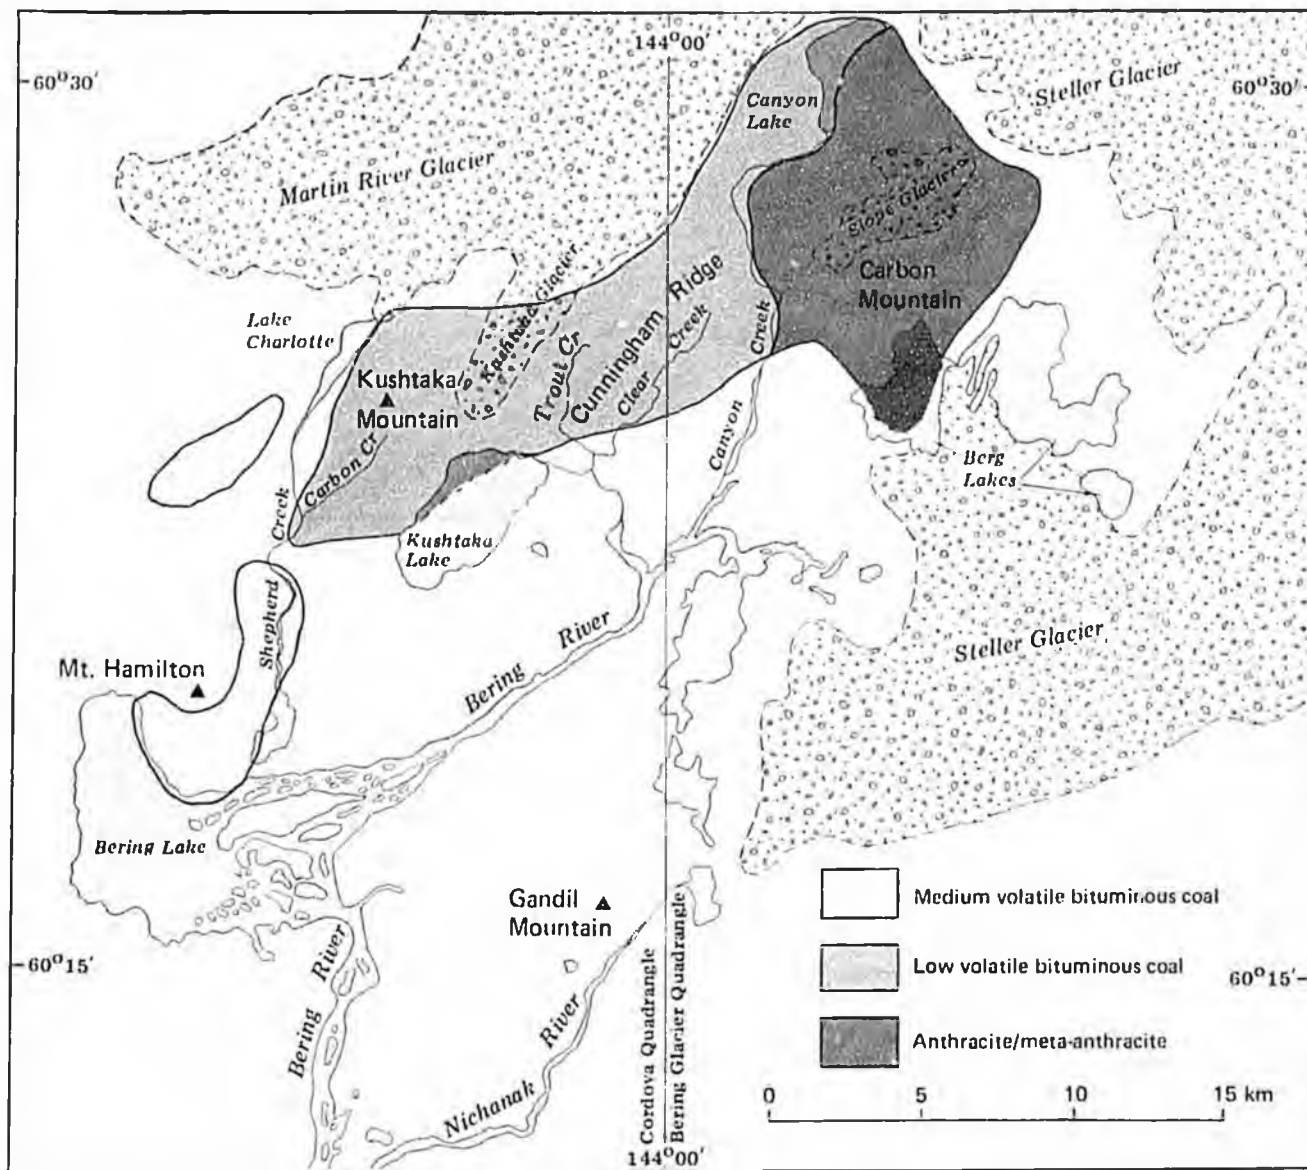 144°00'
60°30'
Steller Glacier
60°30'
Canyon
Lake
Martin River Glacier
Slope Glacier
Carbon
Mountain
Kushtaka Glacier
Ridge
Lake
Charlotte
Creek
Creek
Kushtaka
Mountain
Trout Cr
Cunningham
Clear
Canyon
Carbon Cr
Creek
Berg
Lakes
Kushtaka
Lake
Shepherd
River
Mt. Hamilton
Bering
Steller Glacier
Bering Lake
Medium volatile bituminous coal
Gandil
Mountain
Low volatile bituminous coal
60°15'
60°15'
River
River
Anthracite/meta-anthracite
Bering
Nichanak
Cordova Quadrangle
Bering Glacier Quadrangle
0 5 10 15 km
144°00'